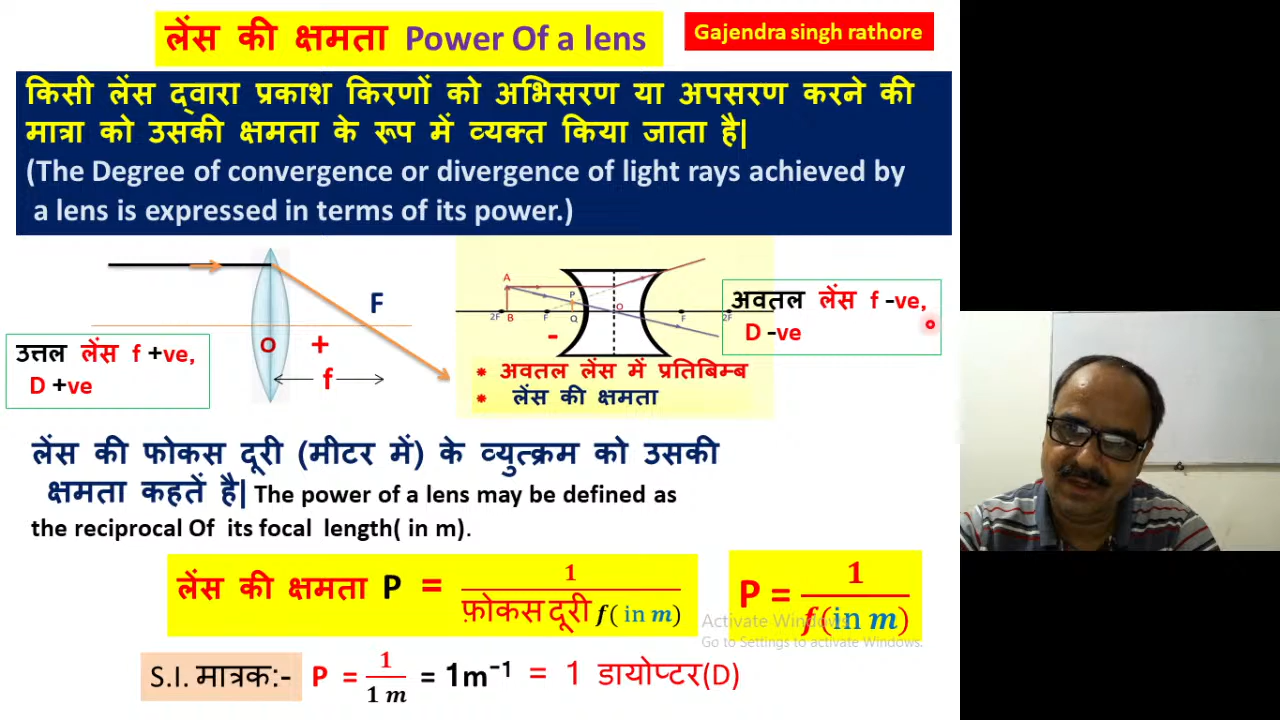 लेंस की क्षमता Power Of a lens
Gajendra singh rathore
किसी लेंस द्वारा प्रकाश किरणों को अभिसरण या अपसरण करने की
मात्रा को उसकी क्षमता के रूप में व्यक्त किया जाता है|
(The Degree of convergence or divergence of light rays achieved by
a lens is expressed in terms of its power.)
F
O
+
f
उत्तल लेंस f +ve,
D +ve
A
P
O
2F
B
F
Q
F
2F
-
अवतल लेंस f -ve,
D -ve
* अवतल लेंस में प्रतिबिम्ब
* लेंस की क्षमता
लेंस की फोकस दूरी (मीटर में) के व्युत्क्रम को उसकी
क्षमता कहतें है| The power of a lens may be defined as
the reciprocal Of its focal length( in m).
लेंस की क्षमता P = 1/फ़ोकस दूरी f( in m)
P = 1/f(in m)
Activate Windows
Go to Settings to activate Windows.
S.I. मात्रक:- P = 1/1 m = 1m⁻¹ = 1 डायोप्टर(D)